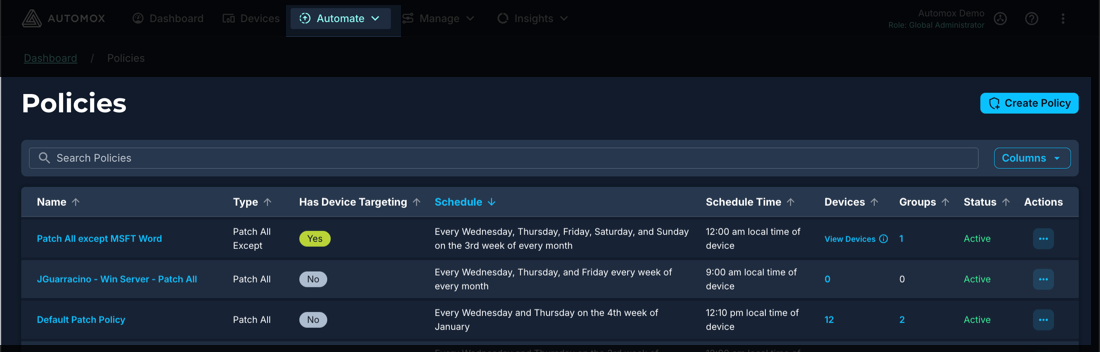 AUTOMOX Dashboard Devices Automate Manage Insights Automox Demo
Role: Global Administrator
Dashboard / Policies
Policies
Create Policy
Search Policies Columns
Name Type Has Device Targeting Schedule Schedule Time Devices Groups Status Actions
Patch All except MSFT Word Patch All Except Yes Every Wednesday, Thursday, Friday, Saturday, and Sunday on the 3rd week of every month 12:00 am local time of device View Devices 1 Active
JGuarracino - Win Server - Patch All Patch All No Every Wednesday, Thursday, and Friday every week of every month 9:00 am local time of device 0 0 Active
Default Patch Policy Patch All No Every Wednesday and Thursday on the 4th week of January 12:10 pm local time of device 12 2 Active